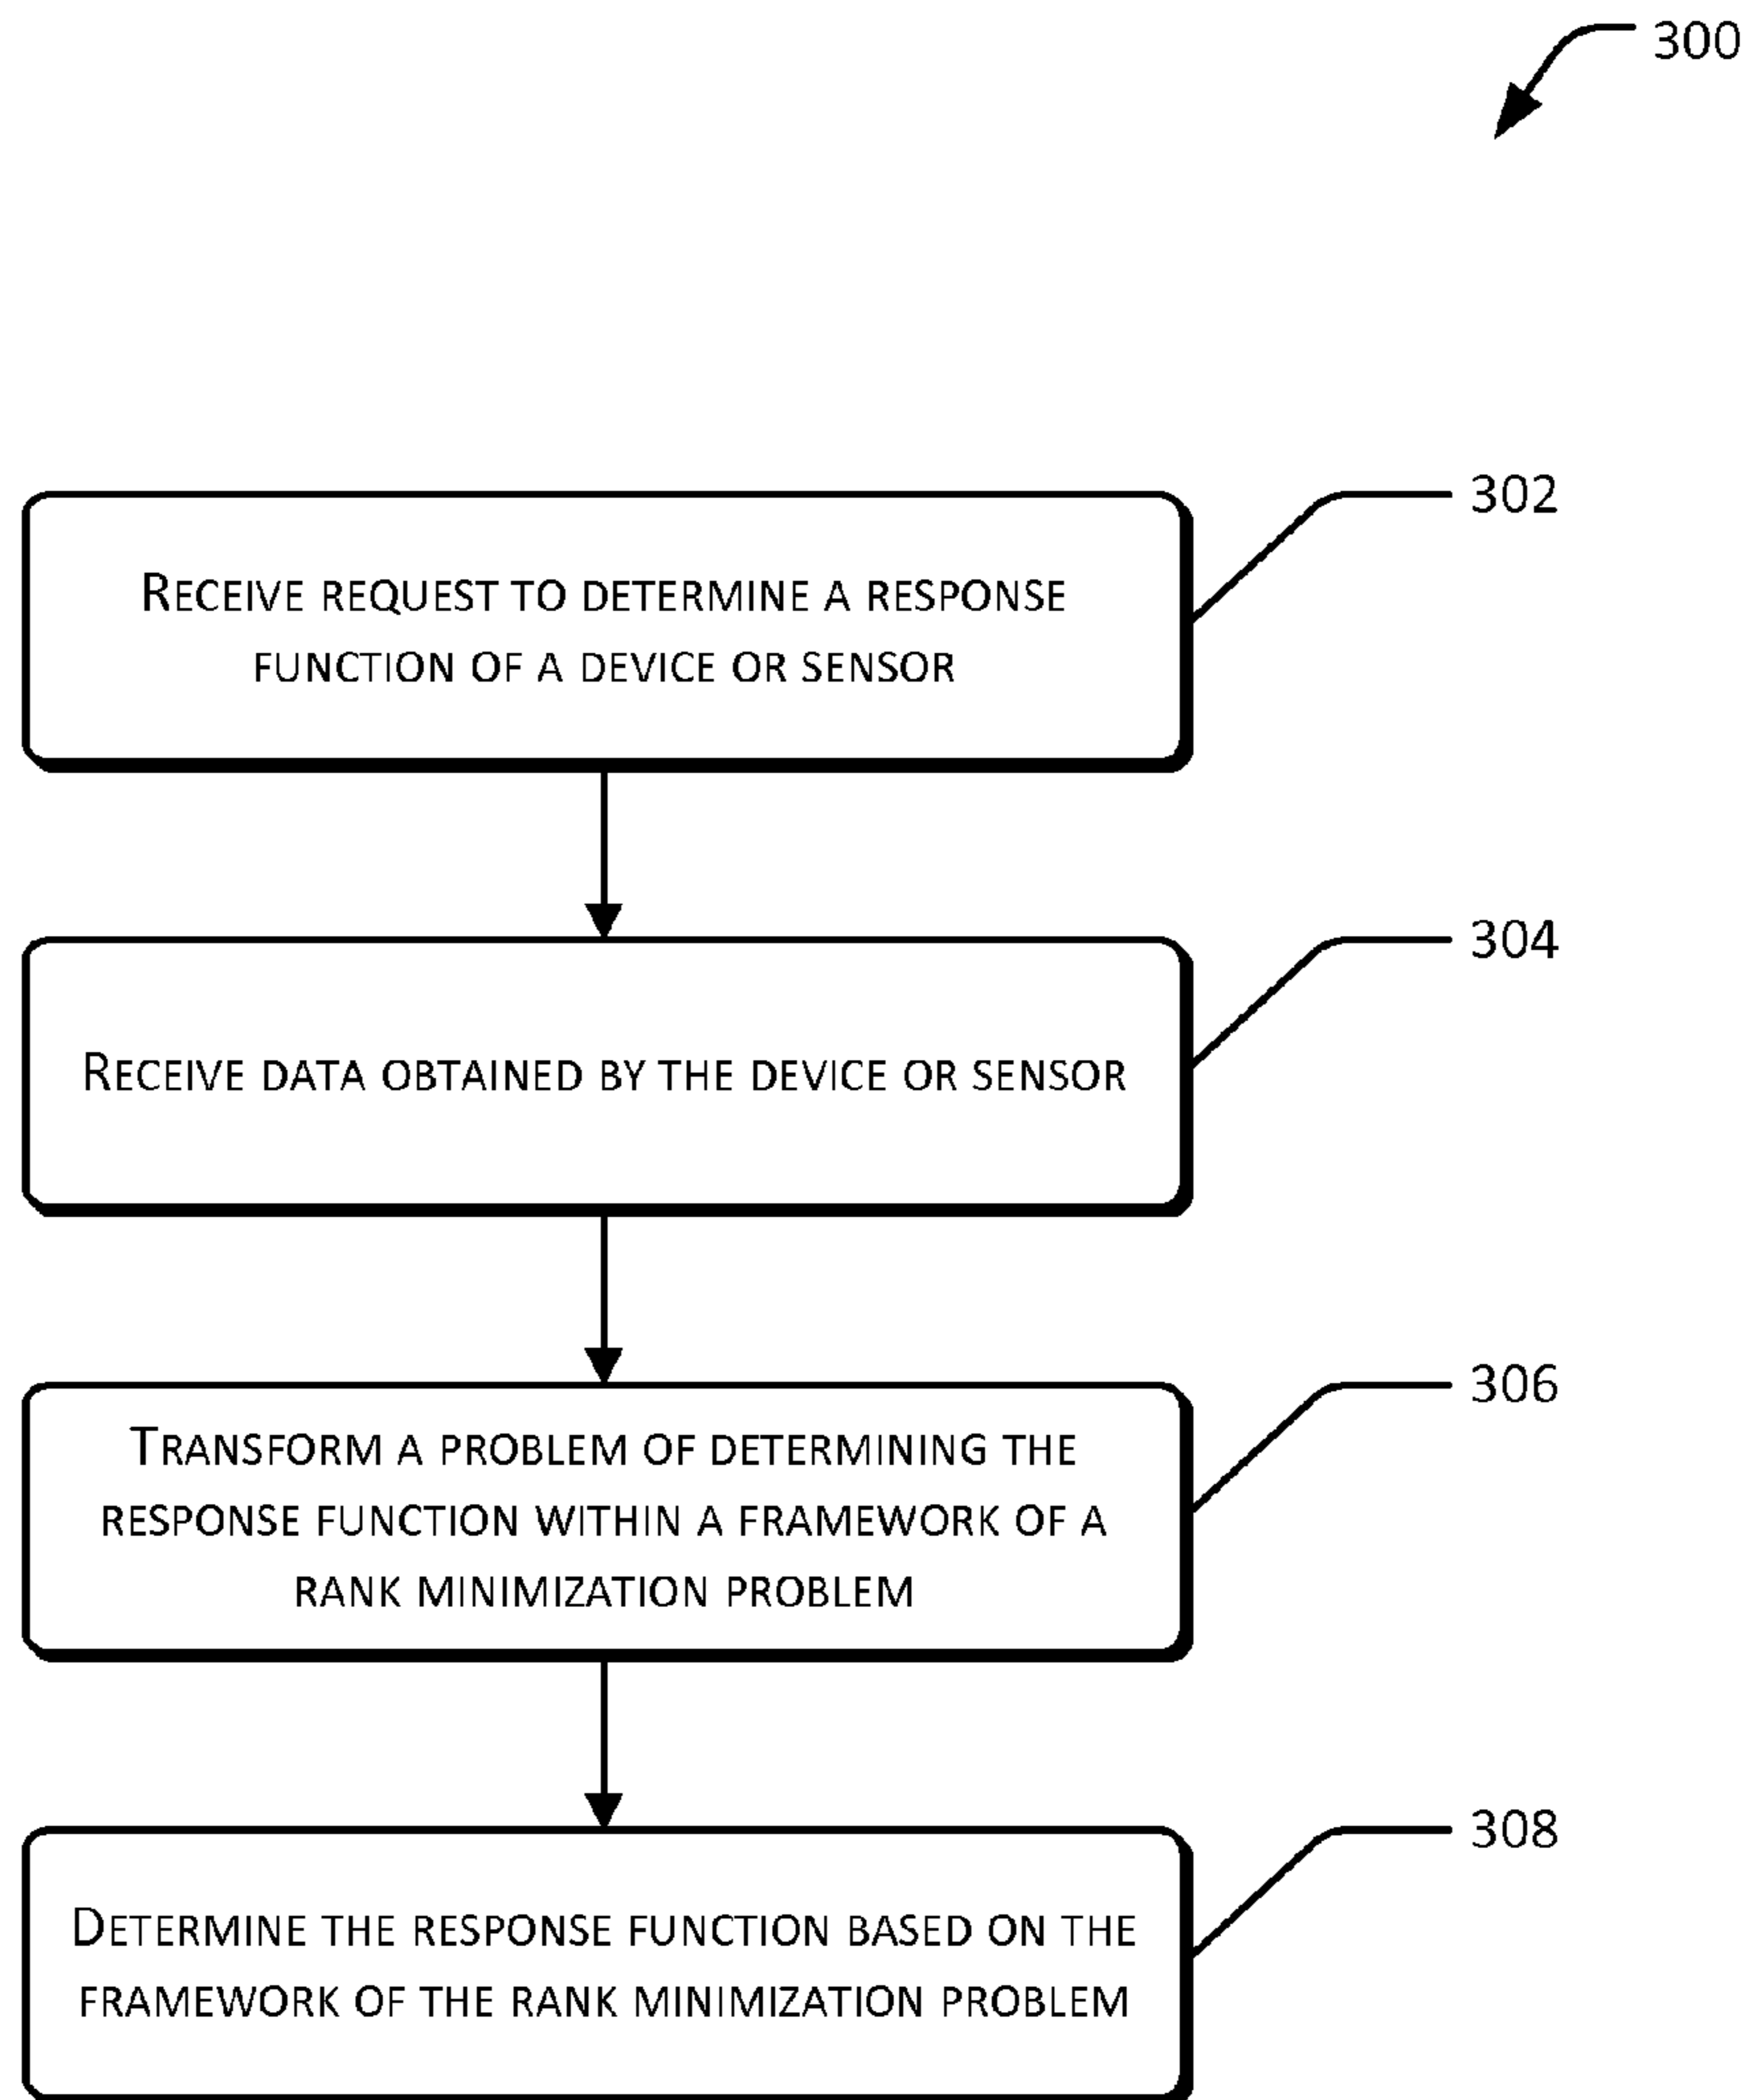 300
302
Receive request to determine a response
function of a device or sensor
304
Receive data obtained by the device or sensor
306
Transform a problem of determining the
response function within a framework of a
rank minimization problem
308
Determine the response function based on the
framework of the rank minimization problem